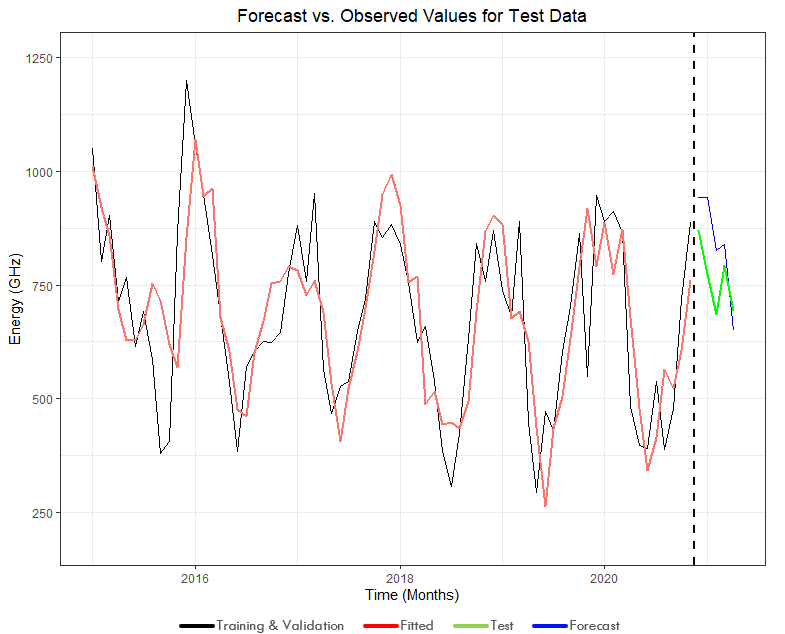 Forecast vs. Observed Values for Test Data
Energy (GHz)
1250
1000
750
500
250
2016 2018 2020
Time (Months)
Training & Validation Fitted Test Forecast